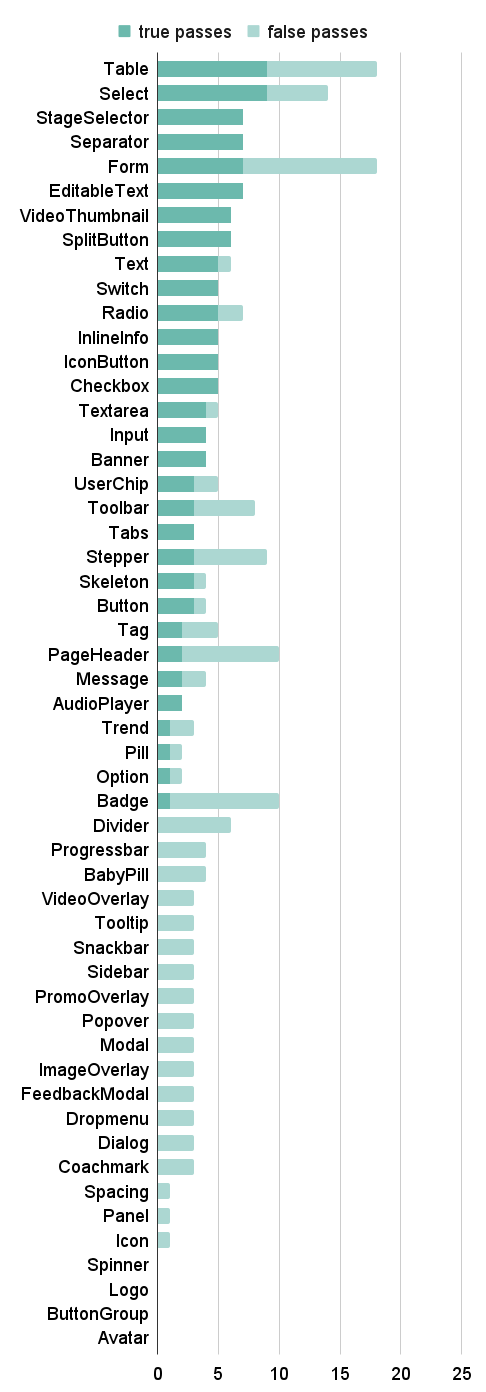 true passes false passes
Table
Select
StageSelector
Separator
Form
EditableText
VideoThumbnail
SplitButton
Text
Switch
Radio
InlineInfo
IconButton
Checkbox
Textarea
Input
Banner
UserChip
Toolbar
Tabs
Stepper
Skeleton
Button
Tag
PageHeader
Message
AudioPlayer
Trend
Pill
Option
Badge
Divider
Progressbar
BabyPill
VideoOverlay
Tooltip
Snackbar
Sidebar
PromoOverlay
Popover
Modal
ImageOverlay
FeedbackModal
Dropmenu
Dialog
Coachmark
Spacing
Panel
Icon
Spinner
Logo
ButtonGroup
Avatar
0 5 10 15 20 25